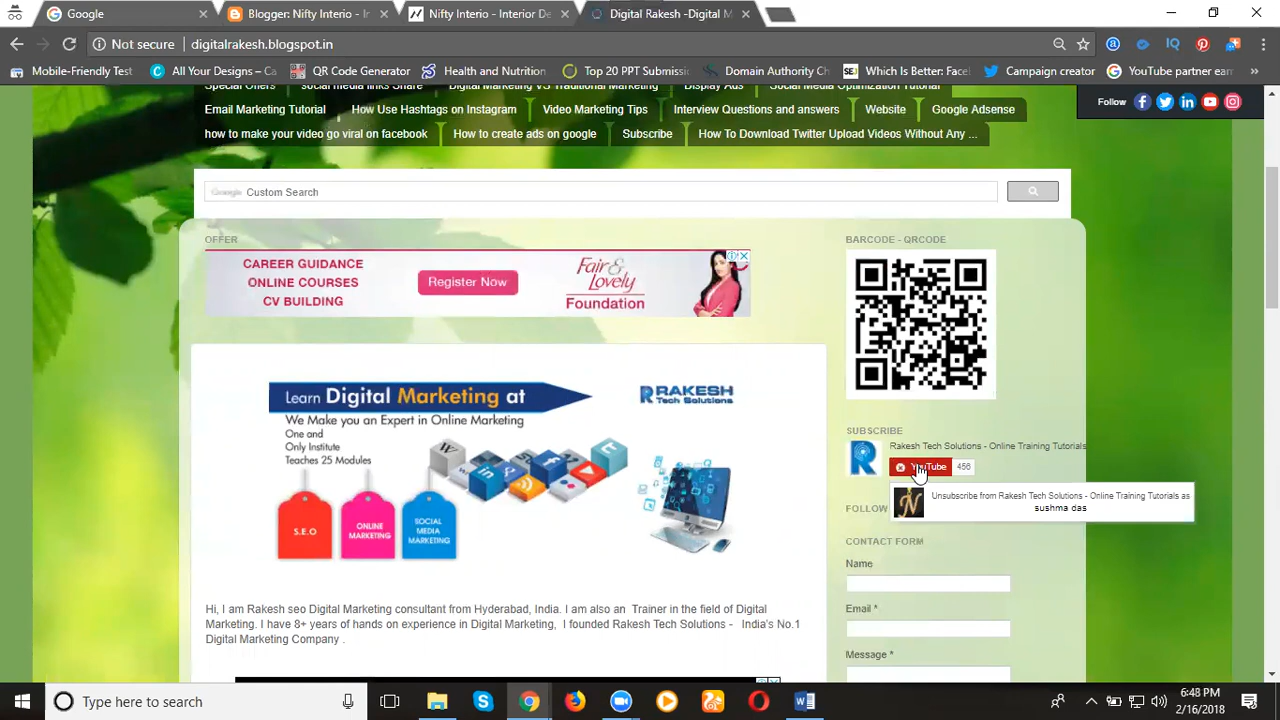 Google
Blogger: Nifty Interio - I
Nifty Interio - Interior De
Digital Rakesh -Digital M
Not secure
digitalrakesh.blogspot.in
Mobile-Friendly Test
All Your Designs – Ca
QR Code Generator
Health and Nutrition
Top 20 PPT Submissi
Domain Authority Ch
Which Is Better: Face
Campaign creator
YouTube partner earn
»
Special Offers
social media links Share
Digital Marketing VS Traditional Marketing
Display Ads
Social Media Optimization Tutorial
Email Marketing Tutorial
How Use Hashtags on Instagram
Video Marketing Tips
Interview Questions and answers
Website
Google Adsense
how to make your video go viral on facebook
How to create ads on google
Subscribe
How To Download Twitter Upload Videos Without Any ...
Follow
Google Custom Search
OFFER
CAREER GUIDANCE
ONLINE COURSES
CV BUILDING
Register Now
Fair &
Lovely
Foundation
BARCODE - QRCODE
Learn Digital Marketing at
RAKESH
Tech Solutions
We Make you an Expert in Online Marketing
One and
Only Institute
Teaches 25 Modules
S.E.O
ONLINE
MARKETING
SOCIAL
MEDIA
MARKETING
Hi, I am Rakesh seo Digital Marketing consultant from Hyderabad, India. I am also an Trainer in the field of Digital
Marketing. I have 8+ years of hands on experience in Digital Marketing, I founded Rakesh Tech Solutions - India's No.1
Digital Marketing Company .
SUBSCRIBE
Rakesh Tech Solutions - Online Training Tutorials
YouTube
456
Unsubscribe from Rakesh Tech Solutions - Online Training Tutorials as
sushma das
FOLLOW
CONTACT FORM
Name
Email *
Message *
Type here to search
6:48 PM
2/16/2018